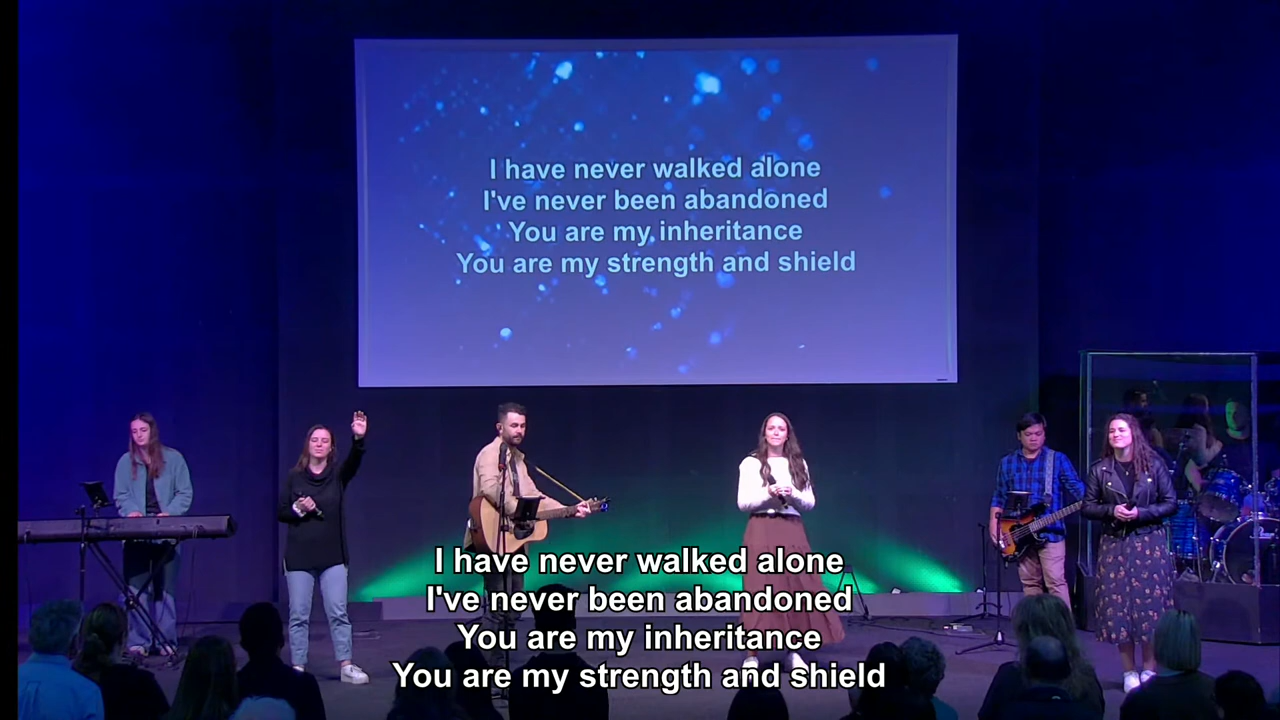 I have never walked alone
I've never been abandoned
You are my inheritance
You are my strength and shield
I have never walked alone
I've never been abandoned
You are my inheritance
You are my strength and shield